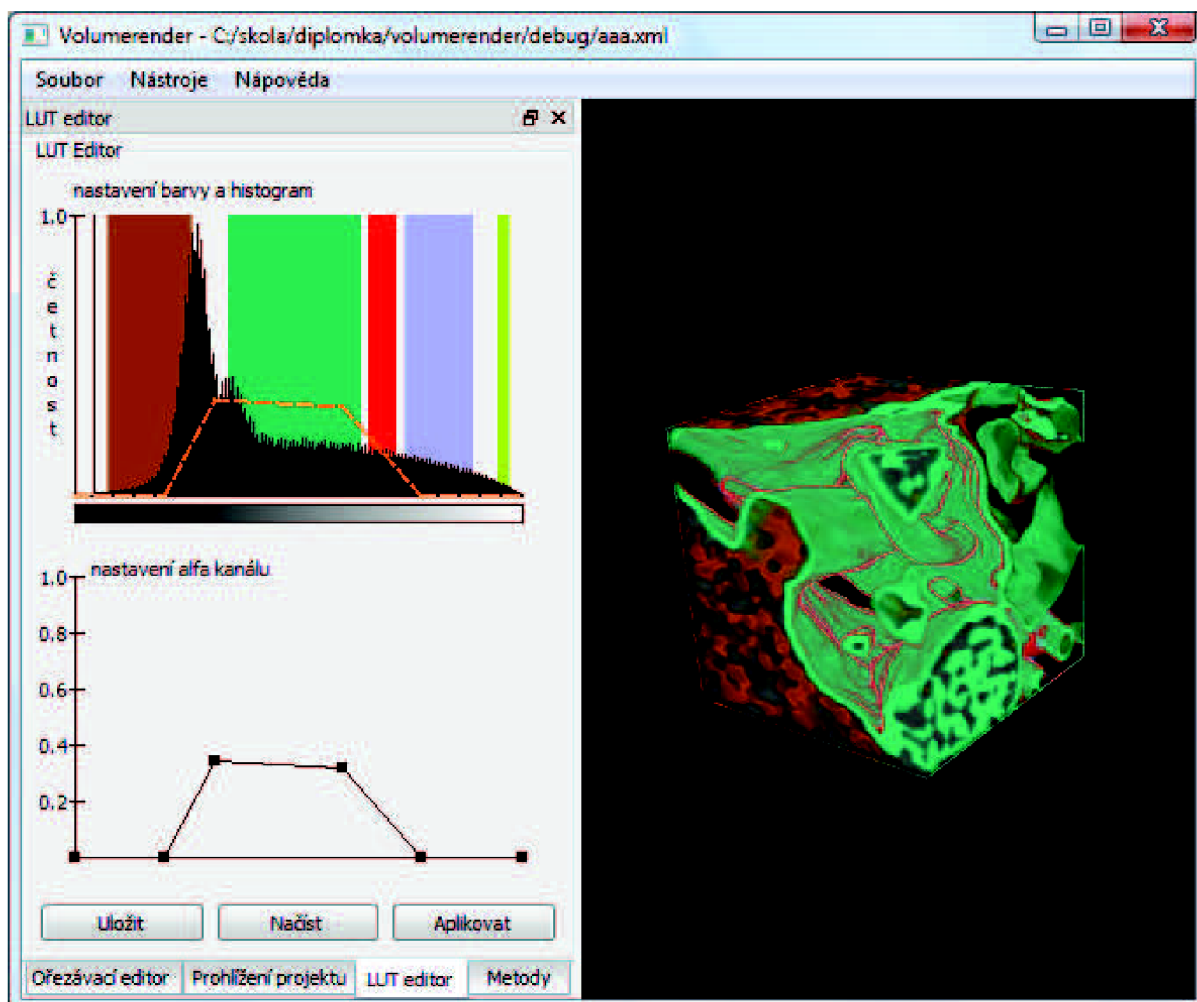 Volumerender - C:/skola/diplomka/volumerender/debug/aaa.xml
Soubor Nástroje Nápověda
LUT editor
LUT Editor
nastavení barvy a histogram
1.0
četnost
nastavení alfa kanálu
1.0
0.8
0.6
0.4
0.2
Uložit Načíst Aplikovat
Ořezávací editor Prohlížení projektu LUT editor Metody